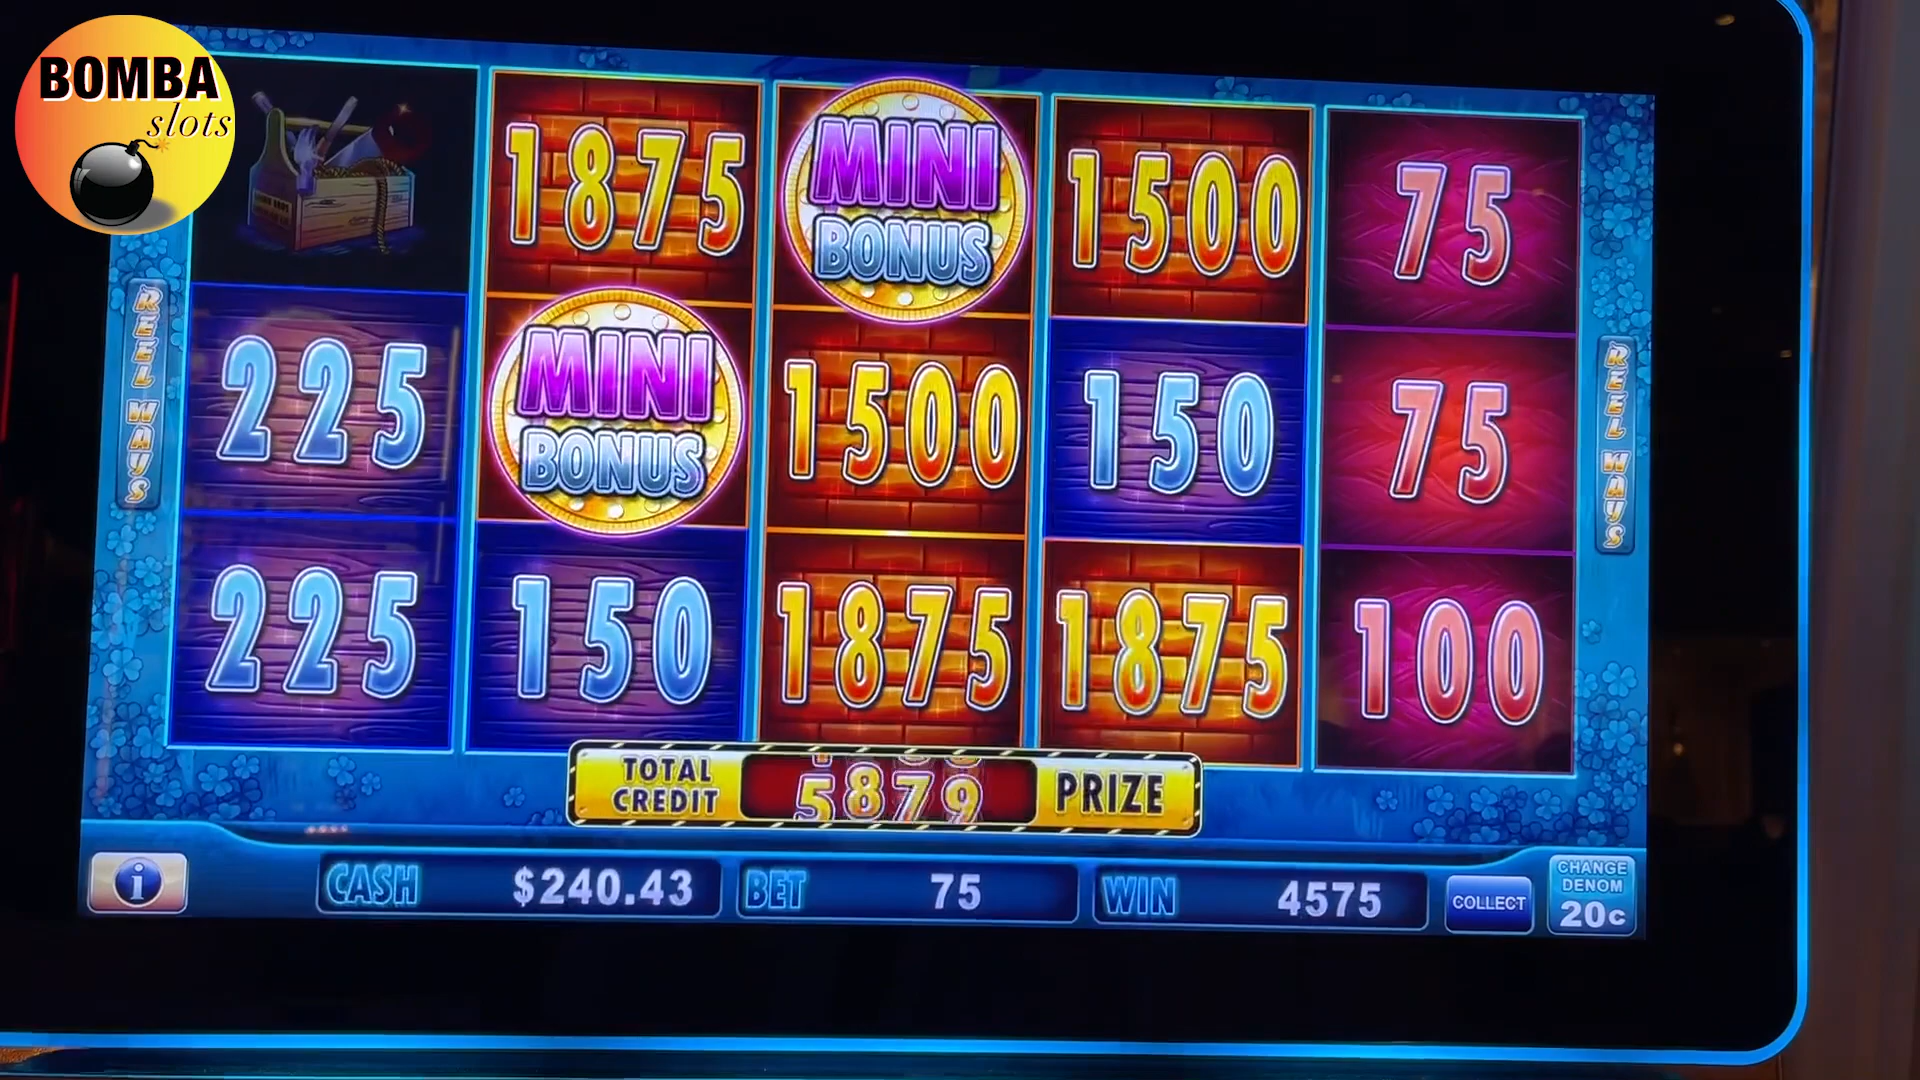 BOMBA
slots
1875
MINI
BONUS
1500
75
REEL WAYS
225
MINI
BONUS
1500
150
75
REEL WAYS
225
150
1875
1875
100
TOTAL
CREDIT
5879
PRIZE
i
CASH
$240.43
BET
75
WIN
4575
COLLECT
CHANGE
DENOM
20c